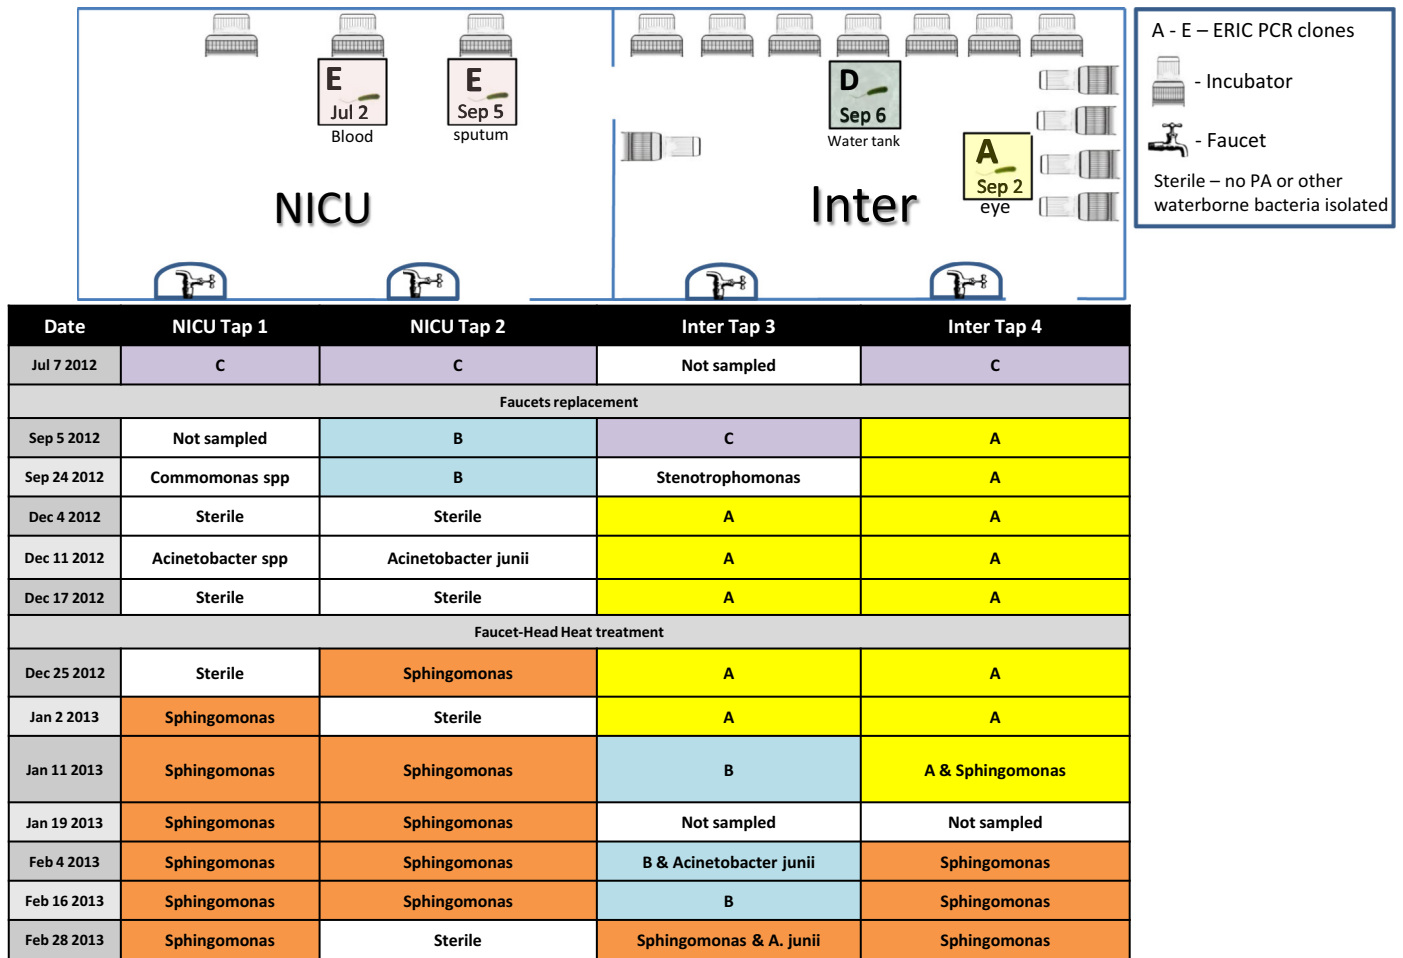 E
Jul 2
Blood
E
Sep 5
sputum
D
Sep 6
Water tank
A
Sep 2
eye
NICU
Inter
A - E – ERIC PCR clones
- Incubator
- Faucet
Sterile – no PA or other
waterborne bacteria isolated
Date NICU Tap 1 NICU Tap 2 Inter Tap 3 Inter Tap 4
Jul 7 2012 C C Not sampled C
Faucets replacement
Sep 5 2012 Not sampled B C A
Sep 24 2012 Commomonas spp B Stenotrophomonas A
Dec 4 2012 Sterile Sterile A A
Dec 11 2012 Acinetobacter spp Acinetobacter junii A A
Dec 17 2012 Sterile Sterile A A
Faucet-Head Heat treatment
Dec 25 2012 Sterile Sphingomonas A A
Jan 2 2013 Sphingomonas Sterile A A
Jan 11 2013 Sphingomonas Sphingomonas B A & Sphingomonas
Jan 19 2013 Sphingomonas Sphingomonas Not sampled Not sampled
Feb 4 2013 Sphingomonas Sphingomonas B & Acinetobacter junii Sphingomonas
Feb 16 2013 Sphingomonas Sphingomonas B Sphingomonas
Feb 28 2013 Sphingomonas Sterile Sphingomonas & A. junii Sphingomonas